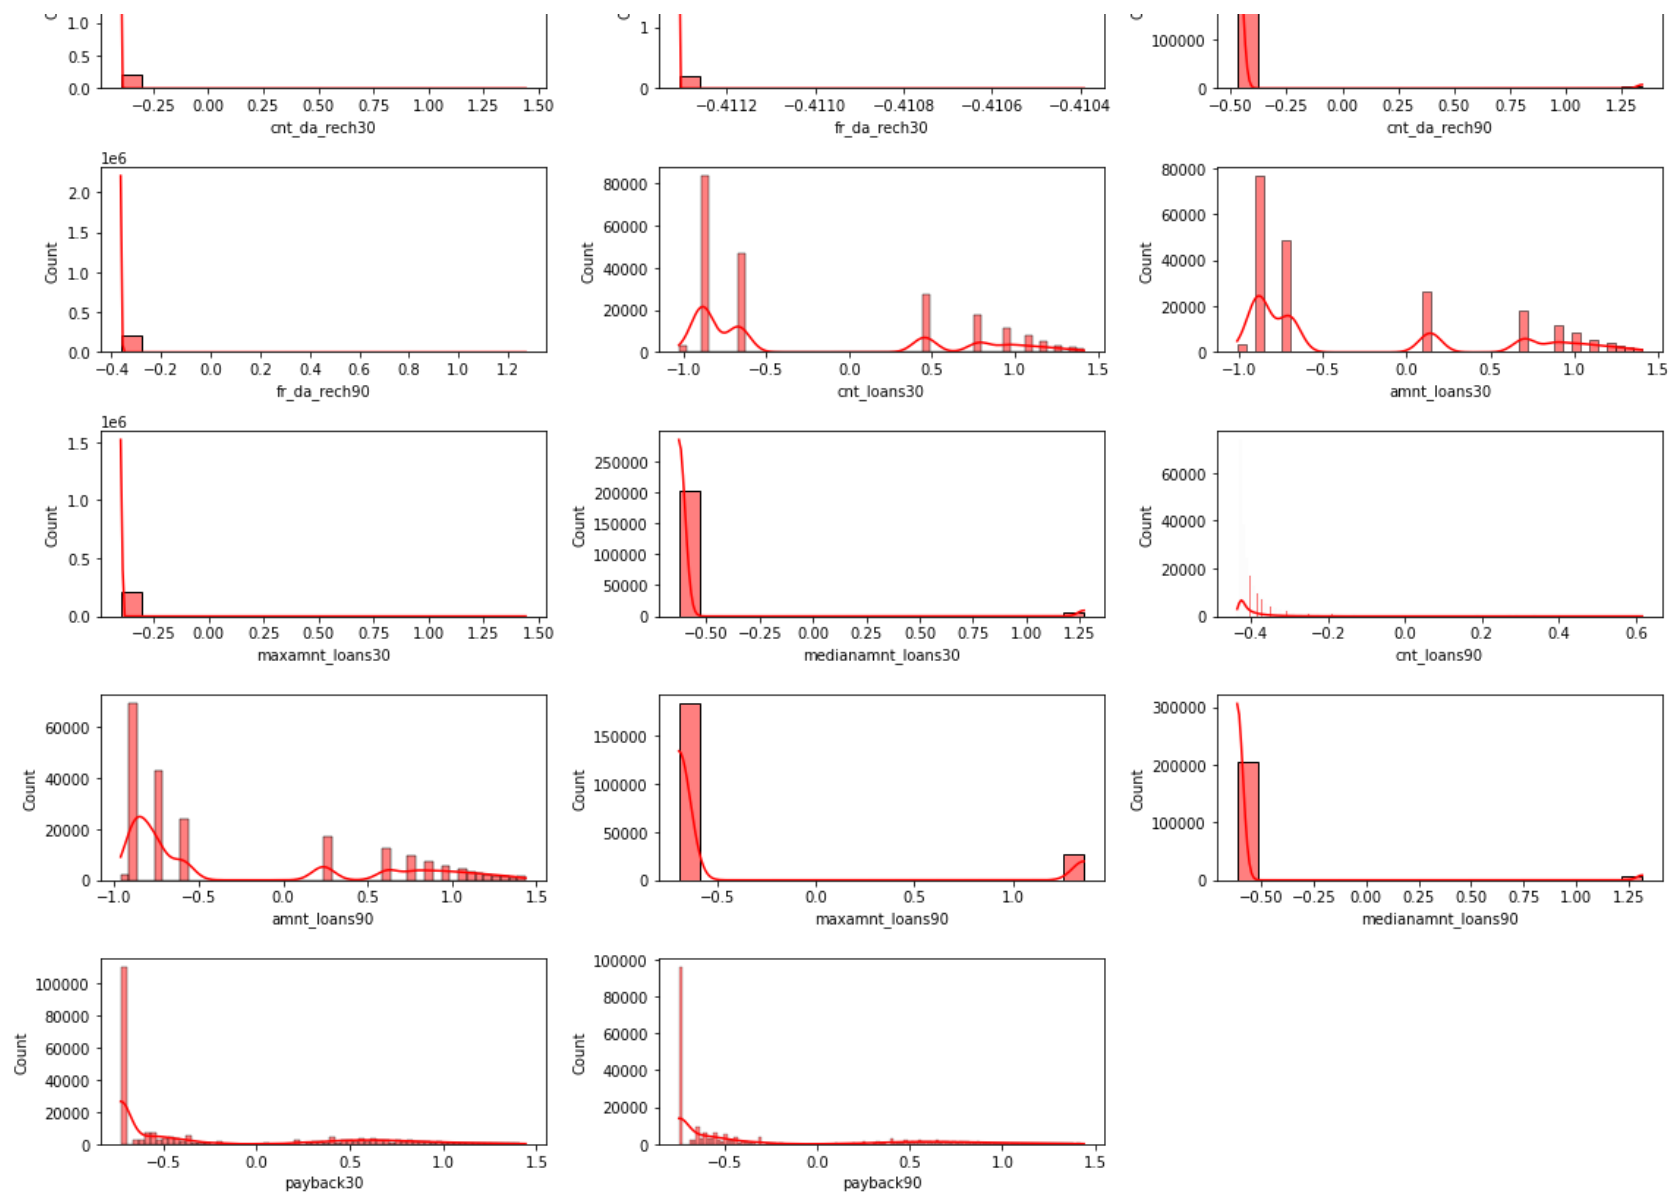 1.0
0.5
0.0
−0.25 0.00 0.25 0.50 0.75 1.00 1.25 1.50
cnt_da_rech30
1
0
−0.4112 −0.4110 −0.4108 −0.4106 −0.4104
fr_da_rech30
100000
0
−0.50 −0.25 0.00 0.25 0.50 0.75 1.00 1.25
cnt_da_rech90
1e6
Count
2.0
1.5
1.0
0.5
0.0
−0.4 −0.2 0.0 0.2 0.4 0.6 0.8 1.0 1.2
fr_da_rech90
Count
80000
60000
40000
20000
0
−1.0 −0.5 0.0 0.5 1.0 1.5
cnt_loans30
Count
80000
60000
40000
20000
0
−1.0 −0.5 0.0 0.5 1.0 1.5
amnt_loans30
1e6
Count
1.5
1.0
0.5
0.0
−0.25 0.00 0.25 0.50 0.75 1.00 1.25 1.50
maxamnt_loans30
Count
250000
200000
150000
100000
50000
0
−0.50 −0.25 0.00 0.25 0.50 0.75 1.00 1.25
medianamnt_loans30
Count
60000
40000
20000
0
−0.4 −0.2 0.0 0.2 0.4 0.6
cnt_loans90
Count
60000
40000
20000
0
−1.0 −0.5 0.0 0.5 1.0 1.5
amnt_loans90
Count
150000
100000
50000
0
−0.5 0.0 0.5 1.0
maxamnt_loans90
Count
300000
200000
100000
0
−0.50 −0.25 0.00 0.25 0.50 0.75 1.00 1.25
medianamnt_loans90
Count
100000
80000
60000
40000
20000
0
−0.5 0.0 0.5 1.0 1.5
payback30
Count
100000
80000
60000
40000
20000
0
−0.5 0.0 0.5 1.0 1.5
payback90